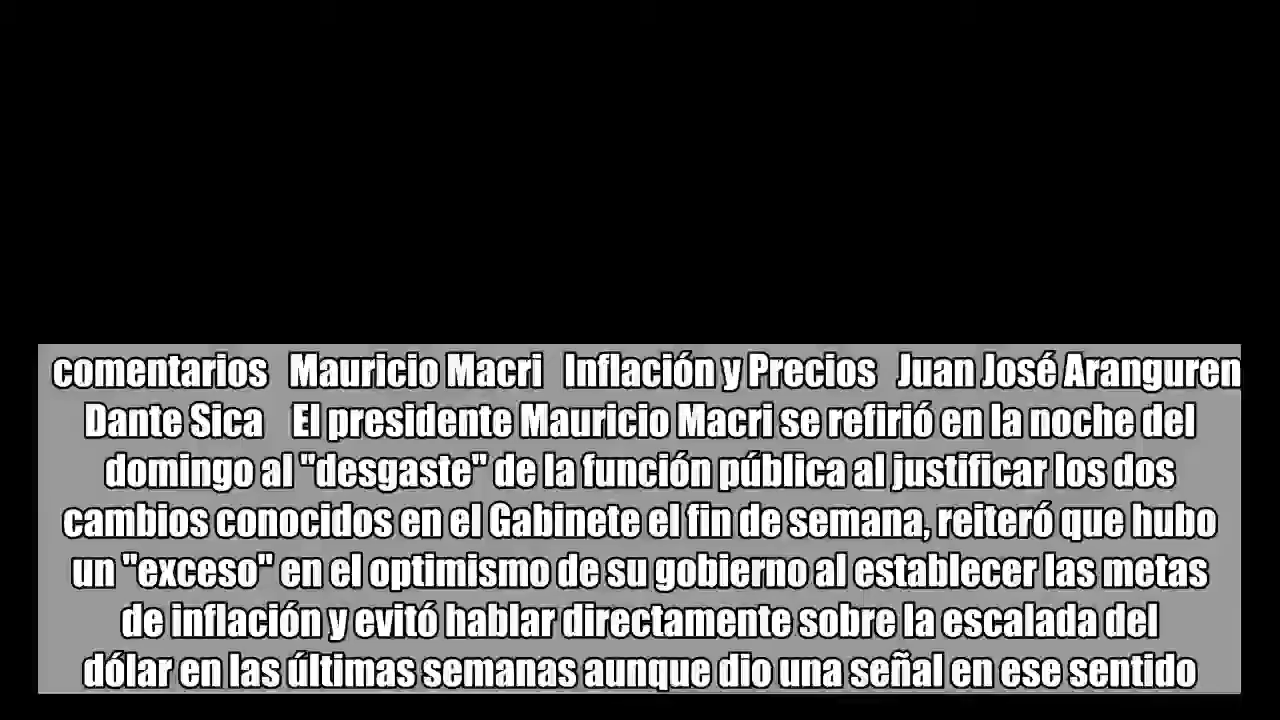 comentarios Mauricio Macri Inflación y Precios Juan José Aranguren
Dante Sica El presidente Mauricio Macri se refirió en la noche del
domingo al "desgaste" de la función pública al justificar los dos
cambios conocidos en el Gabinete el fin de semana, reiteró que hubo
un "exceso" en el optimismo de su gobierno al establecer las metas
de inflación y evitó hablar directamente sobre la escalada del
dólar en las últimas semanas aunque dio una señal en ese sentido